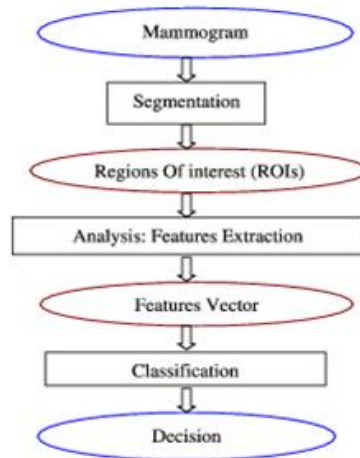 Mammogram
Segmentation
Regions Of interest (ROIs)
Analysis: Features Extraction
Features Vector
Classification
Decision